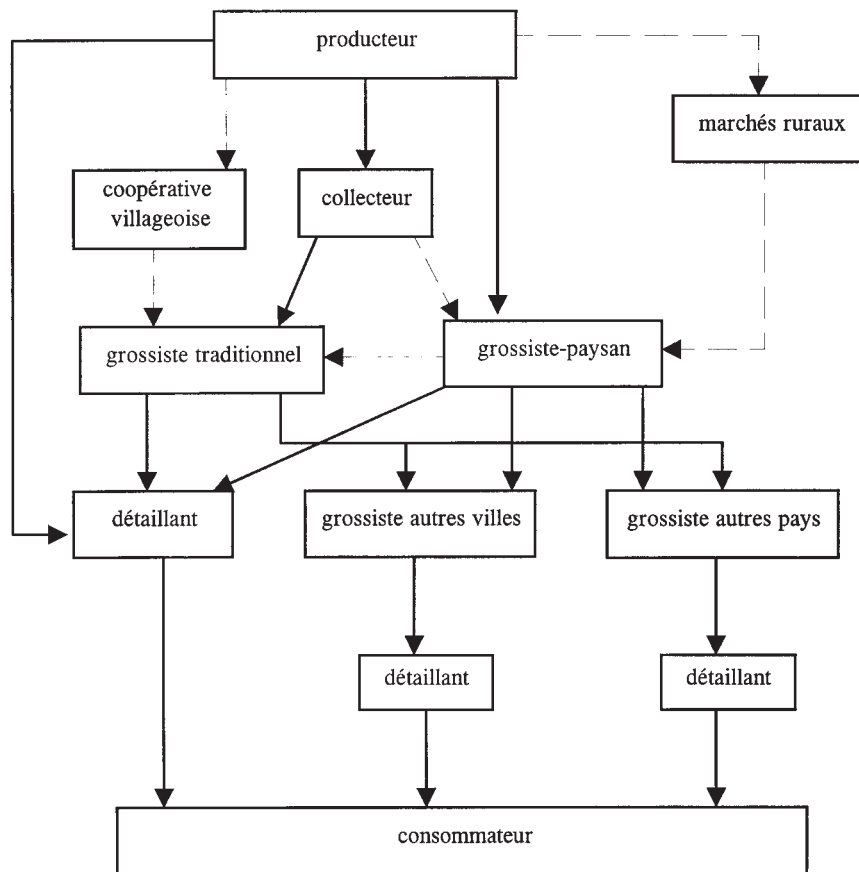 producteur
marchés ruraux
coopérative
villageoise
collecteur
grossiste traditionnel
grossiste-paysan
détaillant
grossiste autres villes
grossiste autres pays
détaillant
détaillant
consommateur